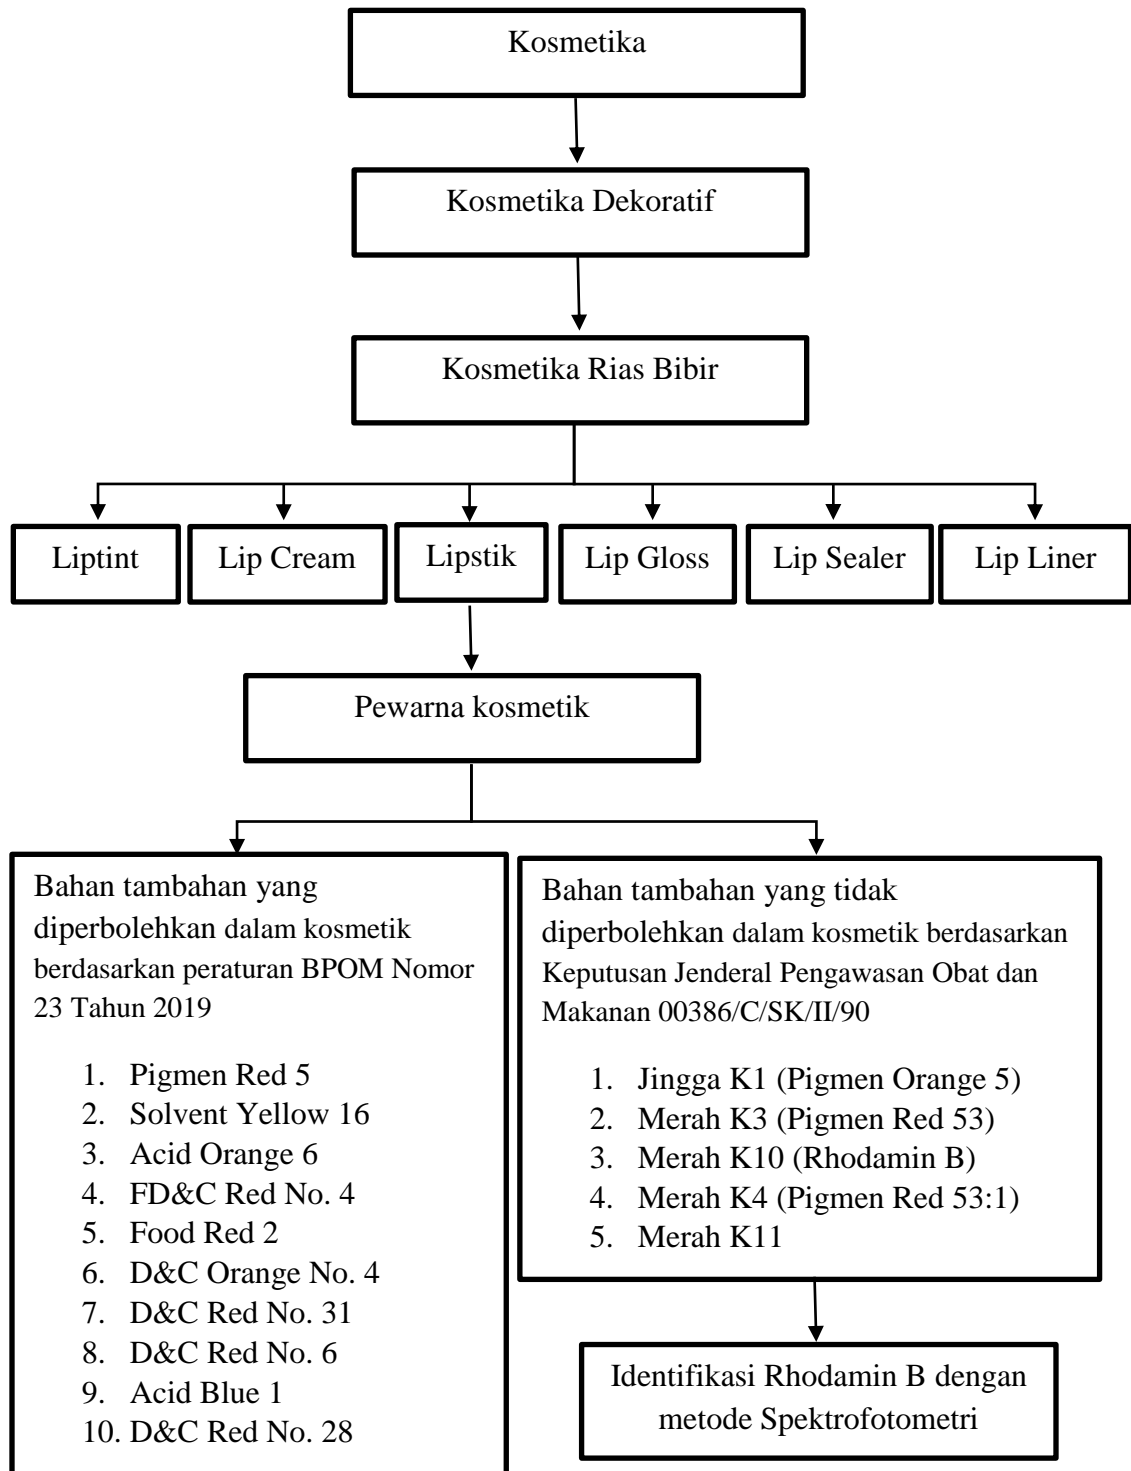 Kosmetika
Kosmetika Dekoratif
Kosmetika Rias Bibir
Liptint
Lip Cream
Lipstik
Lip Gloss
Lip Sealer
Lip Liner
Pewarna kosmetik
Bahan tambahan yang
diperbolehkan dalam kosmetik
berdasarkan peraturan BPOM Nomor
23 Tahun 2019
1. Pigmen Red 5
2. Solvent Yellow 16
3. Acid Orange 6
4. FD&C Red No. 4
5. Food Red 2
6. D&C Orange No. 4
7. D&C Red No. 31
8. D&C Red No. 6
9. Acid Blue 1
10. D&C Red No. 28
Bahan tambahan yang tidak
diperbolehkan dalam kosmetik berdasarkan
Keputusan Jenderal Pengawasan Obat dan
Makanan 00386/C/SK/II/90
1. Jingga K1 (Pigmen Orange 5)
2. Merah K3 (Pigmen Red 53)
3. Merah K10 (Rhodamin B)
4. Merah K4 (Pigmen Red 53:1)
5. Merah K11
Identifikasi Rhodamin B dengan
metode Spektrofotometri